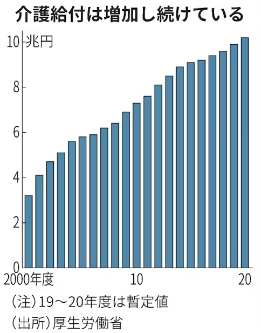 介護給付は増加し続けている
10兆円
8
6
4
2
0
2000年度 10 20
(注)19〜20年度は暫定値
(出所)厚生労働省